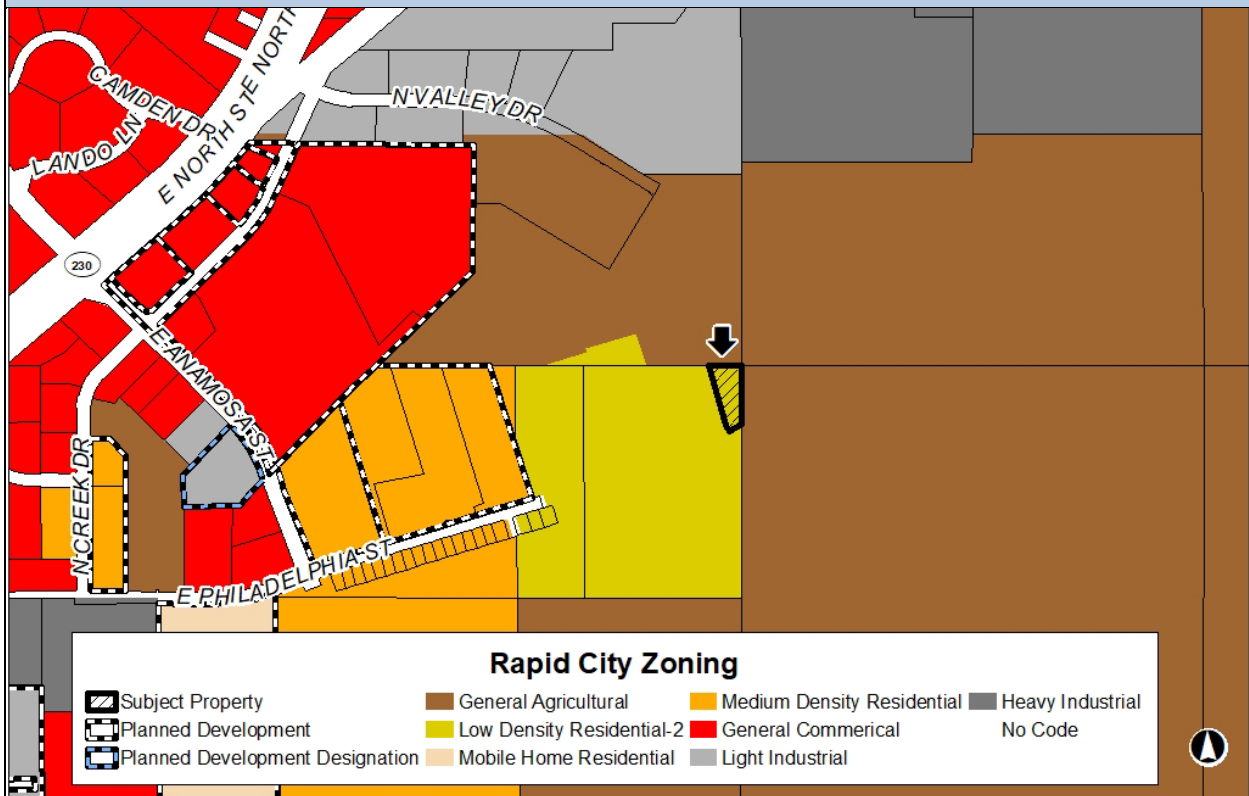 E NORTH
CAMDEN DR
E NORTH ST
N VALLEY DR
LANDO LN
230
E ANAMOSA ST
N CREEK DR
E PHILADELPHIA ST
Rapid City Zoning
Subject Property
General Agricultural
Medium Density Residential
Heavy Industrial
Planned Development
Low Density Residential-2
General Commerical
No Code
Planned Development Designation
Mobile Home Residential
Light Industrial